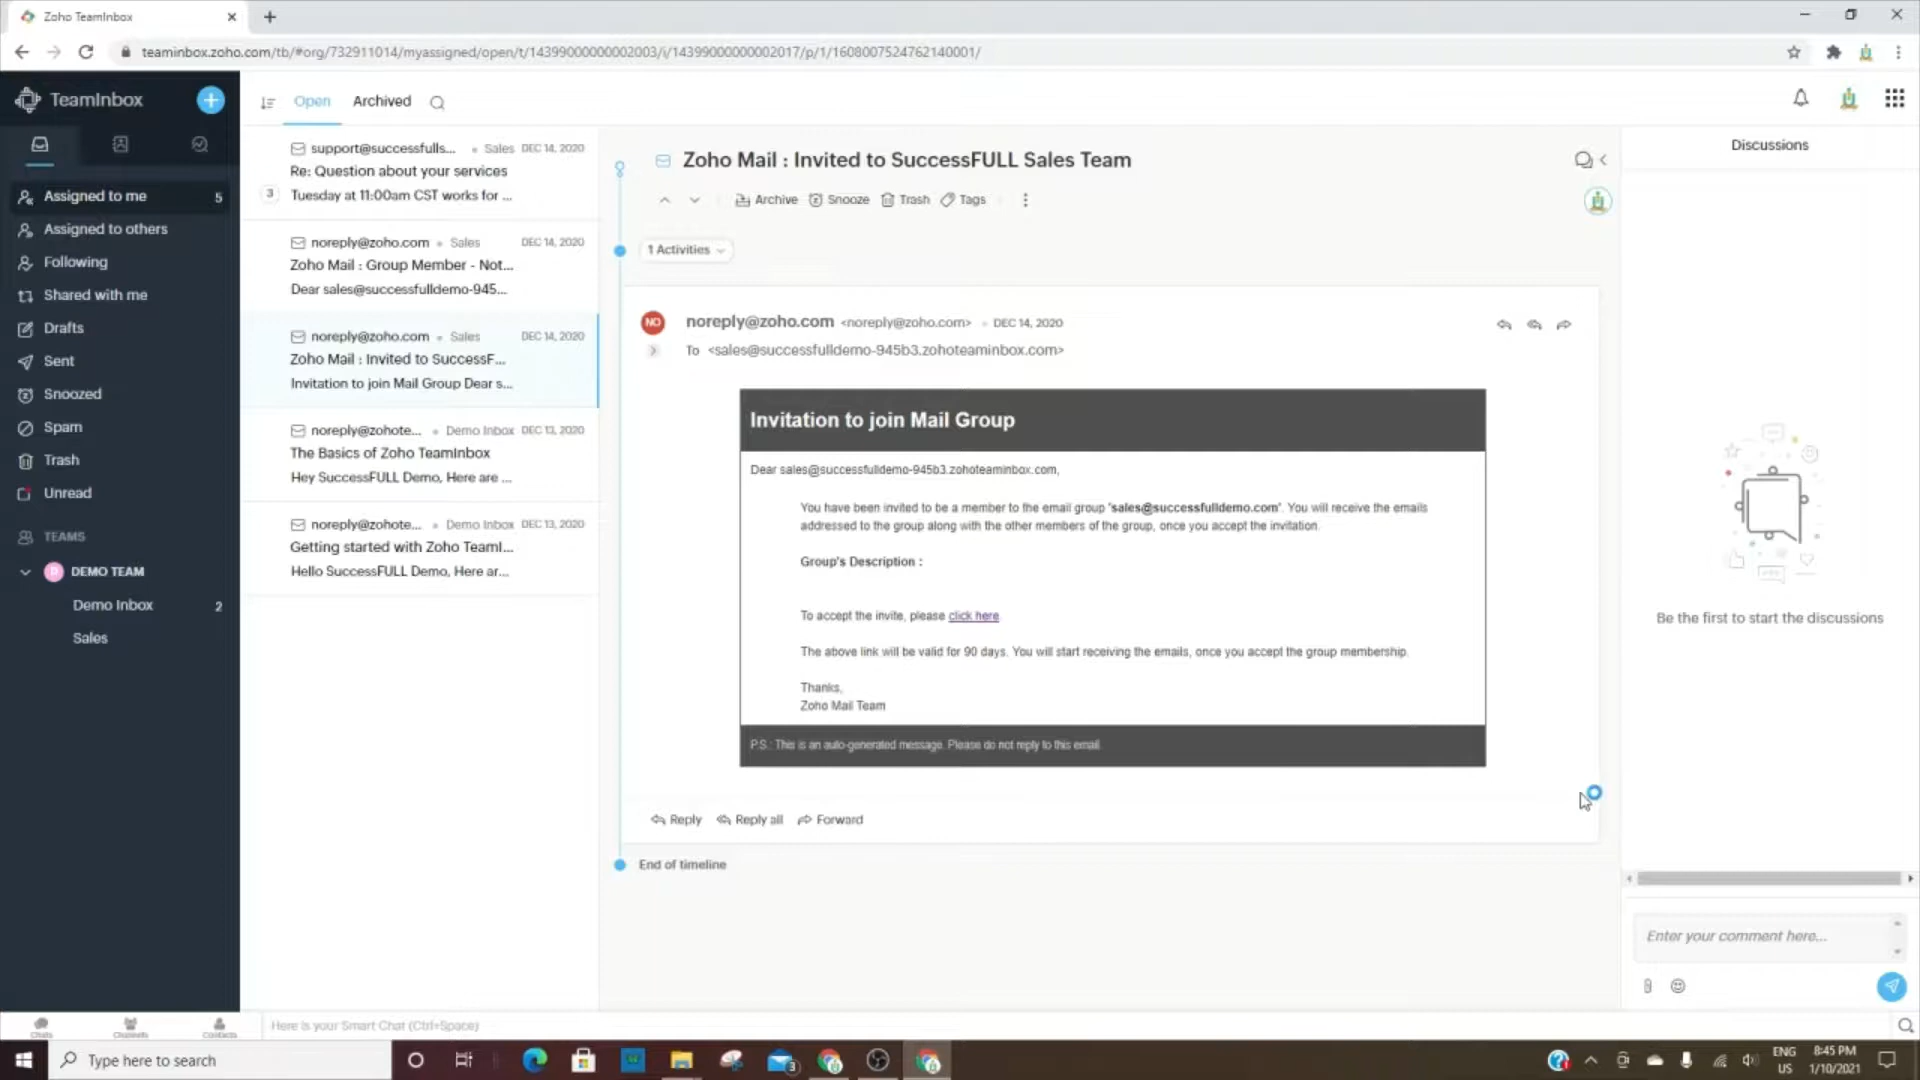 Zoho TeamInbox
teaminbox.zoho.com/tb/#org/732911014/myassigned/open/t/14399000000002003/i/14399000000002017/p/1/1608007524762140001/
TeamInbox
Assigned to me 5
Assigned to others
Following
Shared with me
Drafts
Sent
Snoozed
Spam
Trash
Unread
TEAMS
DEMO TEAM
Demo Inbox 2
Sales
Open Archived
support@successfulls... Sales DEC 14, 2020
Re: Question about your services
3 Tuesday at 11:00am CST works for ...
noreply@zoho.com Sales DEC 14, 2020
Zoho Mail : Group Member - Not...
Dear sales@successfulldemo-945...
noreply@zoho.com Sales DEC 14, 2020
Zoho Mail : Invited to SuccessF...
Invitation to join Mail Group Dear s...
noreply@zohote... Demo Inbox DEC 13, 2020
The Basics of Zoho TeamInbox
Hey SuccessFULL Demo, Here are ...
noreply@zohote... Demo Inbox DEC 13, 2020
Getting started with Zoho TeamI...
Hello SuccessFULL Demo, Here ar...
Zoho Mail : Invited to SuccessFULL Sales Team
Archive Snooze Trash Tags
1 Activities
NO noreply@zoho.com <noreply@zoho.com> DEC 14, 2020
To <sales@successfulldemo-945b3.zohoteaminbox.com>
Invitation to join Mail Group
Dear sales@successfulldemo-945b3.zohoteaminbox.com,
You have been invited to be a member to the email group 'sales@successfulldemo.com'. You will receive the emails
addressed to the group along with the other members of the group, once you accept the invitation.
Group's Description :
To accept the invite, please click here.
The above link will be valid for 90 days. You will start receiving the emails, once you accept the group membership.
Thanks,
Zoho Mail Team
P.S.: This is an auto-generated message. Please do not reply to this email.
Reply Reply all Forward
End of timeline
Discussions
Be the first to start the discussions
Enter your comment here...
Chats Channels Contacts Here is your Smart Chat (Ctrl+Space)
Type here to search
3
ENG
US
8:45 PM
1/10/2021